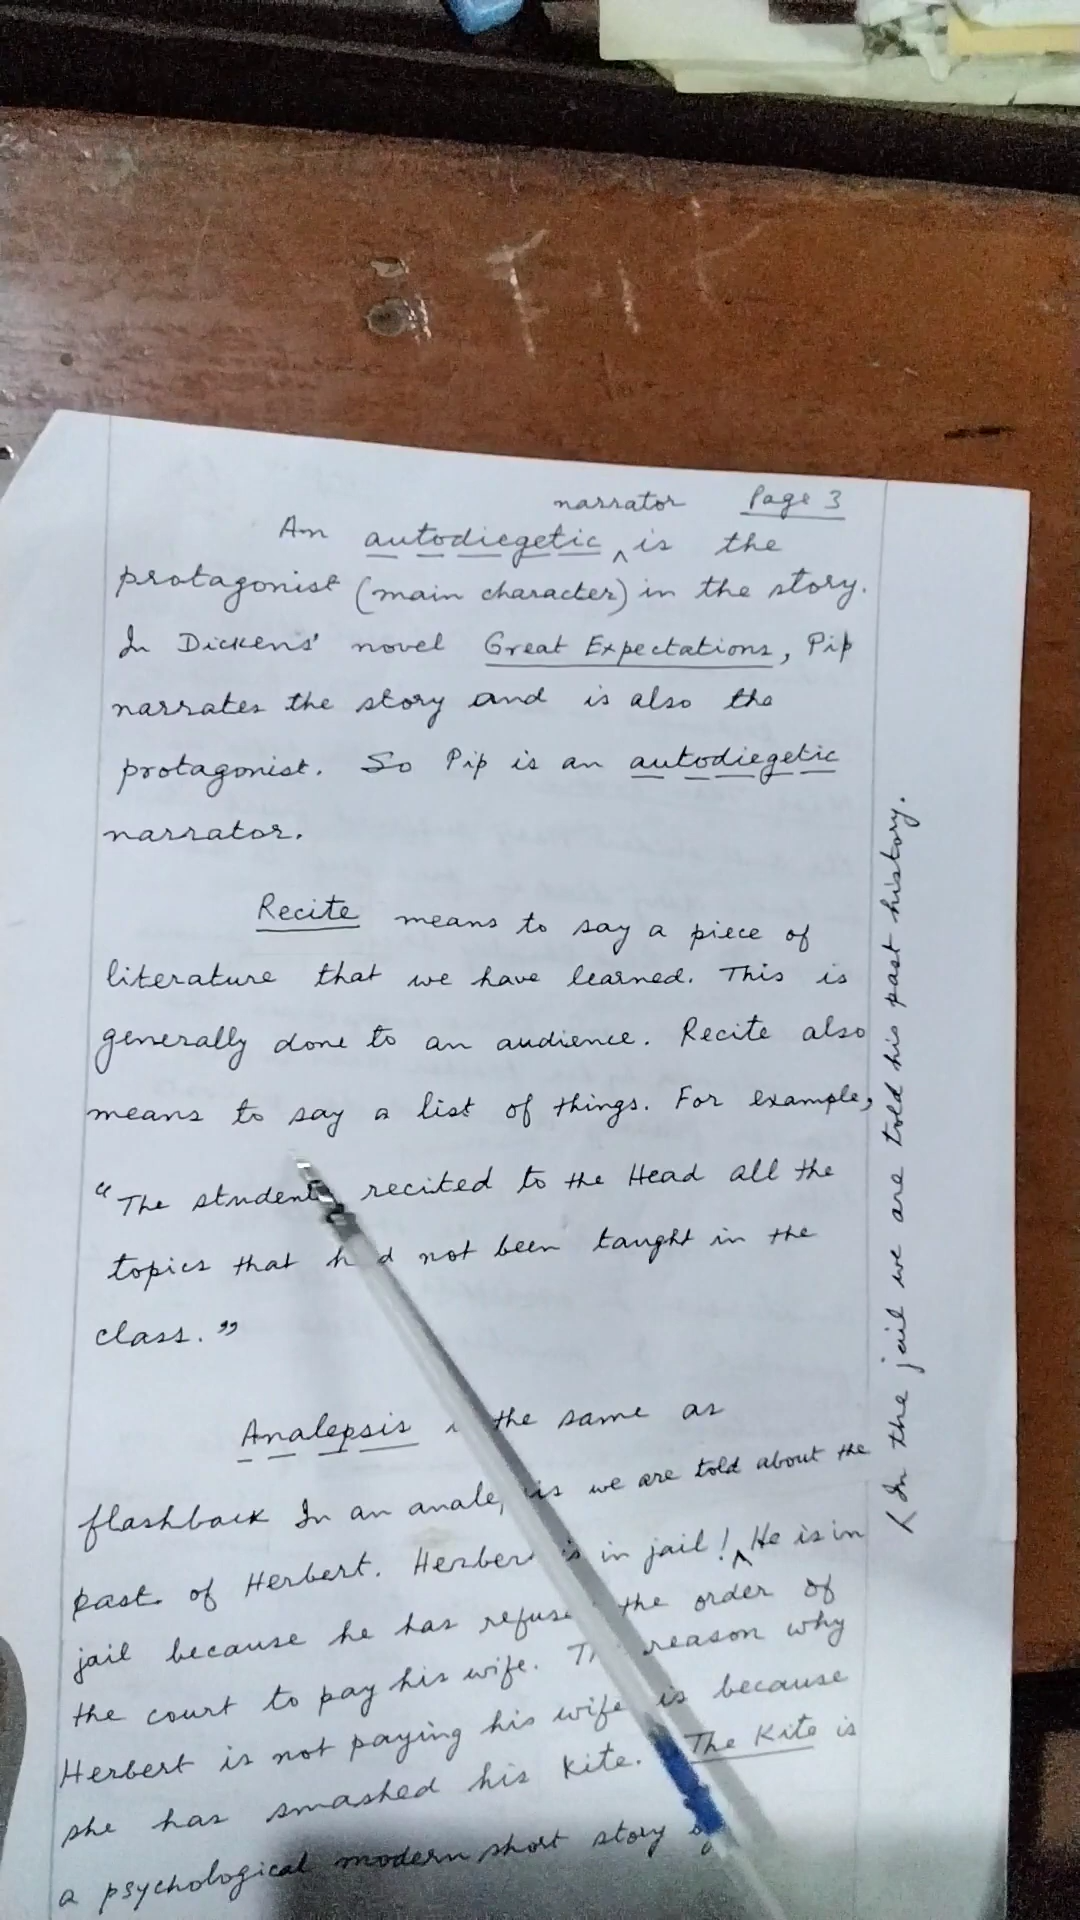 Page 3
An autodiegetic ^narrator is the
protagonist (main character) in the story.
In Dickens' novel Great Expectations, Pip
narrates the story and is also the
protagonist. So Pip is an autodiegetic
narrator.
Recite means to say a piece of
literature that we have learned. This is
generally done to an audience. Recite also
means to say a list of things. For example,
"The student recited to the Head all the
topics that not been taught in the
class."
Analepsis the same as
flashback In an we are told about the
past of Herbert. is in jail! ^ He is in
jail because he has the order of
the court to pay his wife. reason why
Herbert is not paying his wife is because
she has smashed his kite. The Kite is
a psychological modern short story
^ In the jail we are told his past history.